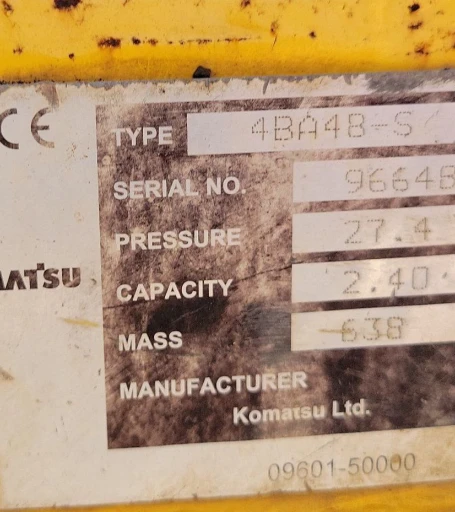 CE
TYPE 4BA48-S
SERIAL NO. 9664
PRESSURE 27.4
MATSU
CAPACITY 2.40
MASS 638
MANUFACTURER
Komatsu Ltd.
09601-50000